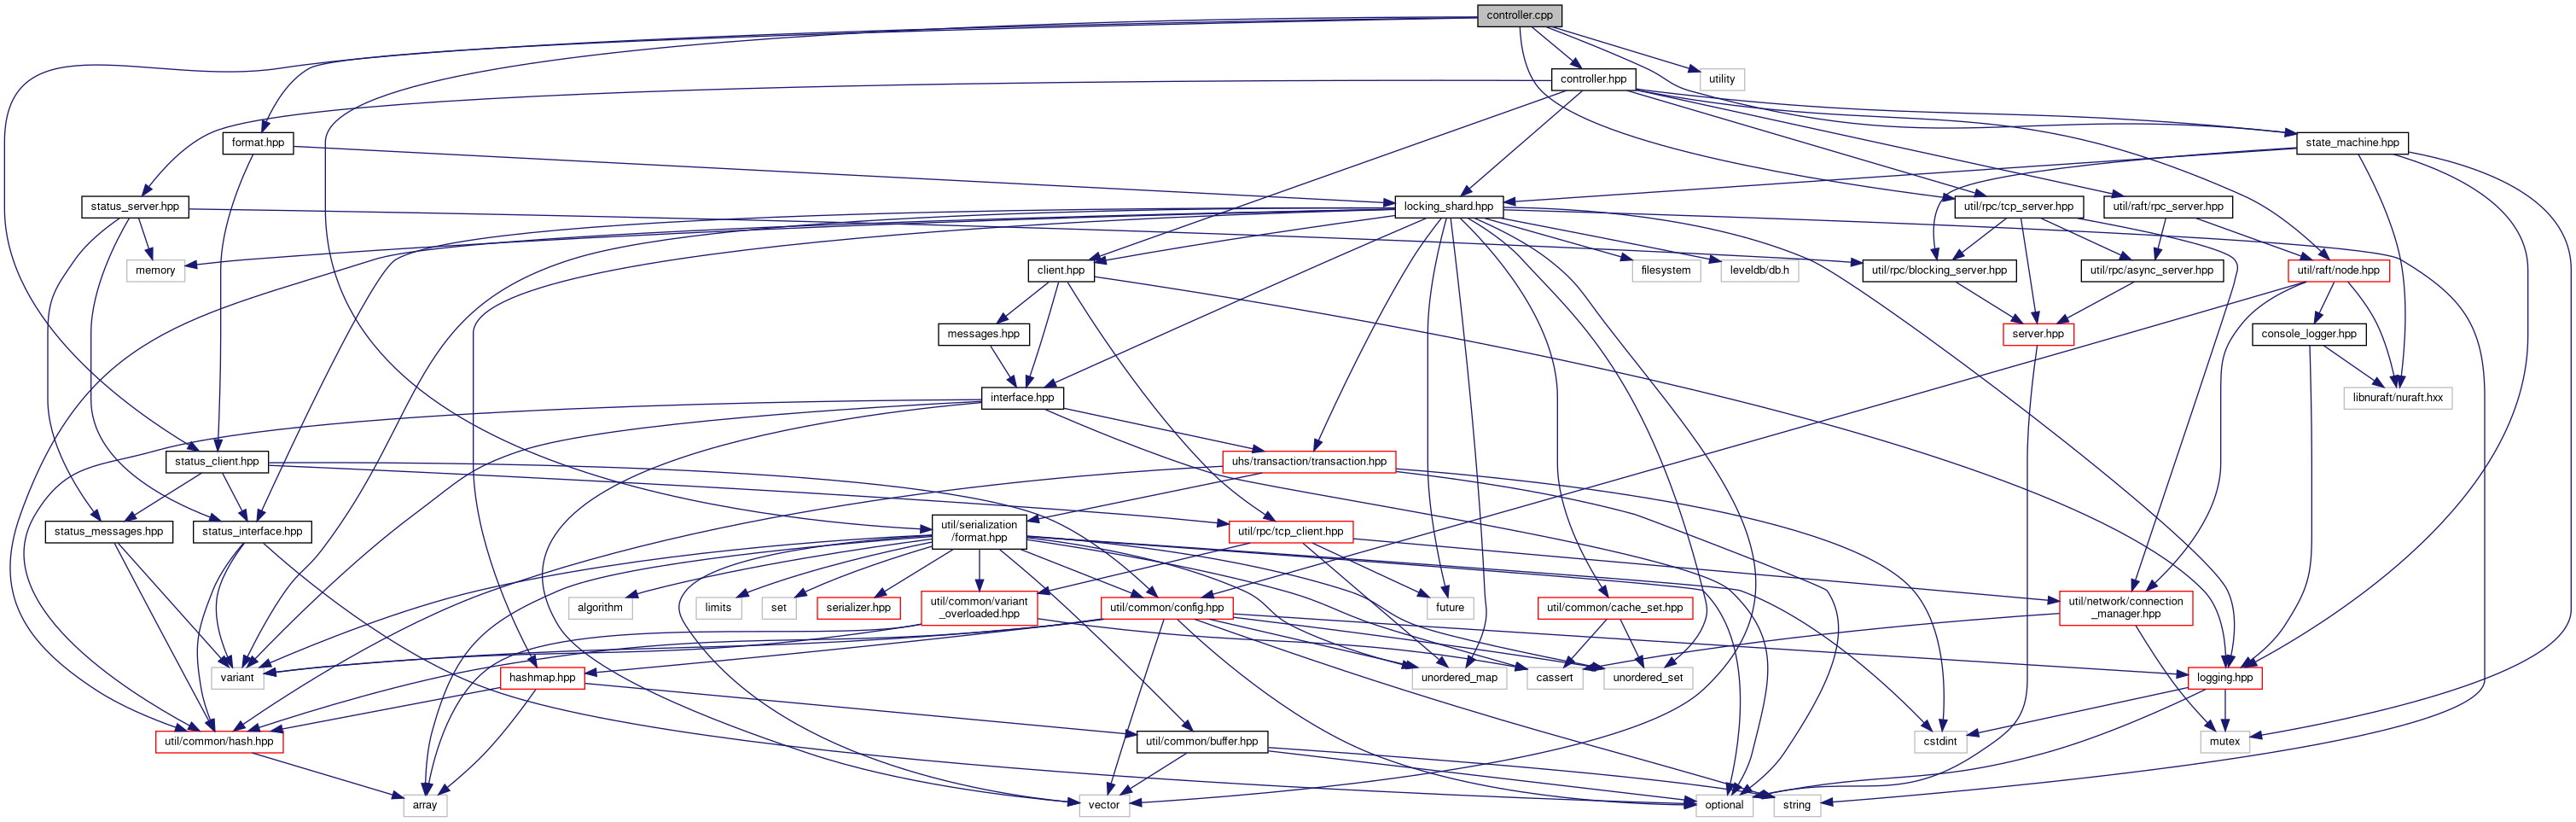 controller.cpp
controller.hpp
utility
format.hpp
state_machine.hpp
status_server.hpp
locking_shard.hpp
util/rpc/tcp_server.hpp
util/raft/rpc_server.hpp
memory
client.hpp
filesystem
leveldb/db.h
util/rpc/blocking_server.hpp
util/rpc/async_server.hpp
util/raft/node.hpp
messages.hpp
server.hpp
console_logger.hpp
interface.hpp
libnuraft/nuraft.hxx
status_client.hpp
uhs/transaction/transaction.hpp
status_messages.hpp
status_interface.hpp
util/serialization
/format.hpp
util/rpc/tcp_client.hpp
algorithm
limits
set
serializer.hpp
util/common/variant
_overloaded.hpp
util/common/config.hpp
future
util/common/cache_set.hpp
util/network/connection
_manager.hpp
variant
hashmap.hpp
unordered_map
cassert
unordered_set
logging.hpp
util/common/hash.hpp
util/common/buffer.hpp
cstdint
mutex
array
vector
optional
string